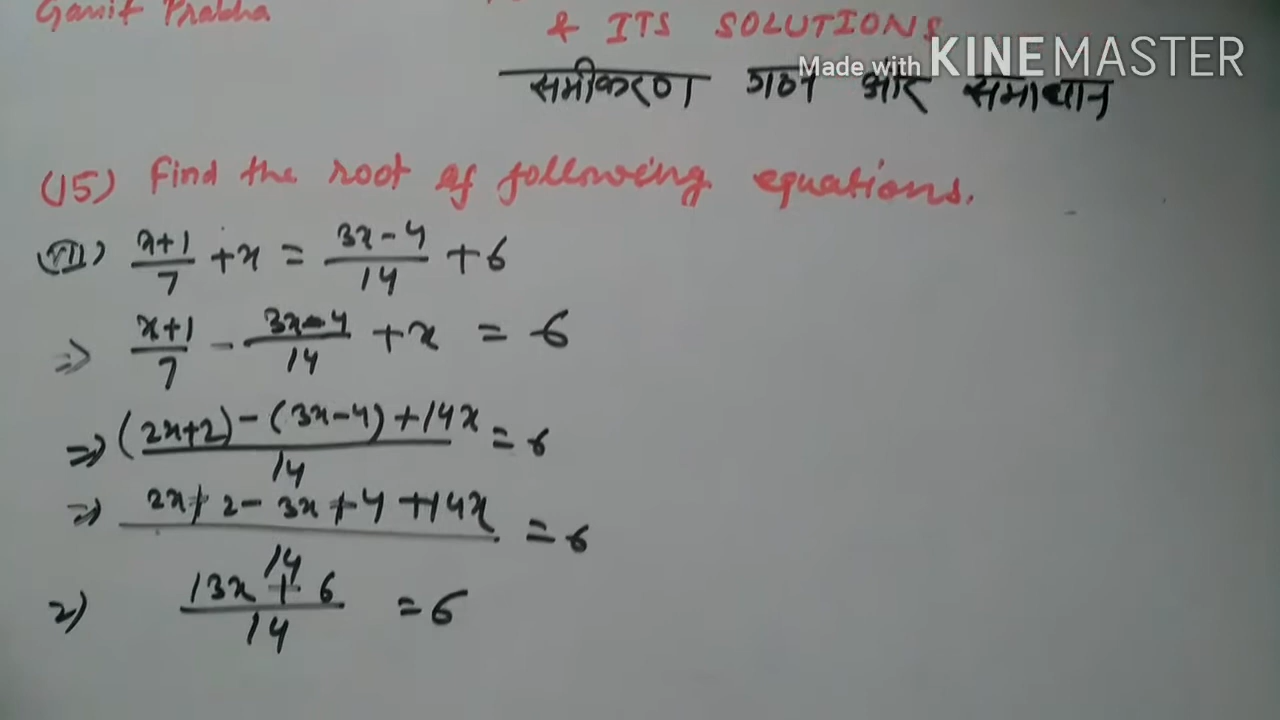 Ganit Prabha
& ITS SOLUTIONS
Made with KINEMASTER
समीकरण गठन और समाधान
(15) Find the root of following equations.
(VII) x+1/7 + x = 3x-4/14 + 6
⇒ x+1/7 - 3x-4/14 + x = 6
⇒ (2x+2)-(3x-4)+14x/14 = 6
⇒ 2x+2-3x+4+14x/14 = 6
⇒ 13x+6/14 = 6